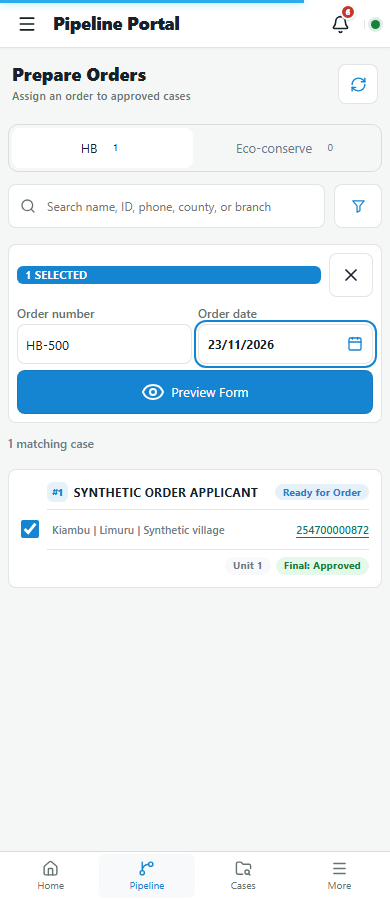 Pipeline Portal
6
Prepare Orders
Assign an order to approved cases
HB 1
Eco-conserve 0
Search name, ID, phone, county, or branch
1 SELECTED
Order number
Order date
HB-500
23/11/2026
Preview Form
1 matching case
#1 SYNTHETIC ORDER APPLICANT Ready for Order
Kiambu | Limuru | Synthetic village 254700000872
Unit 1 Final: Approved
Home Pipeline Cases More